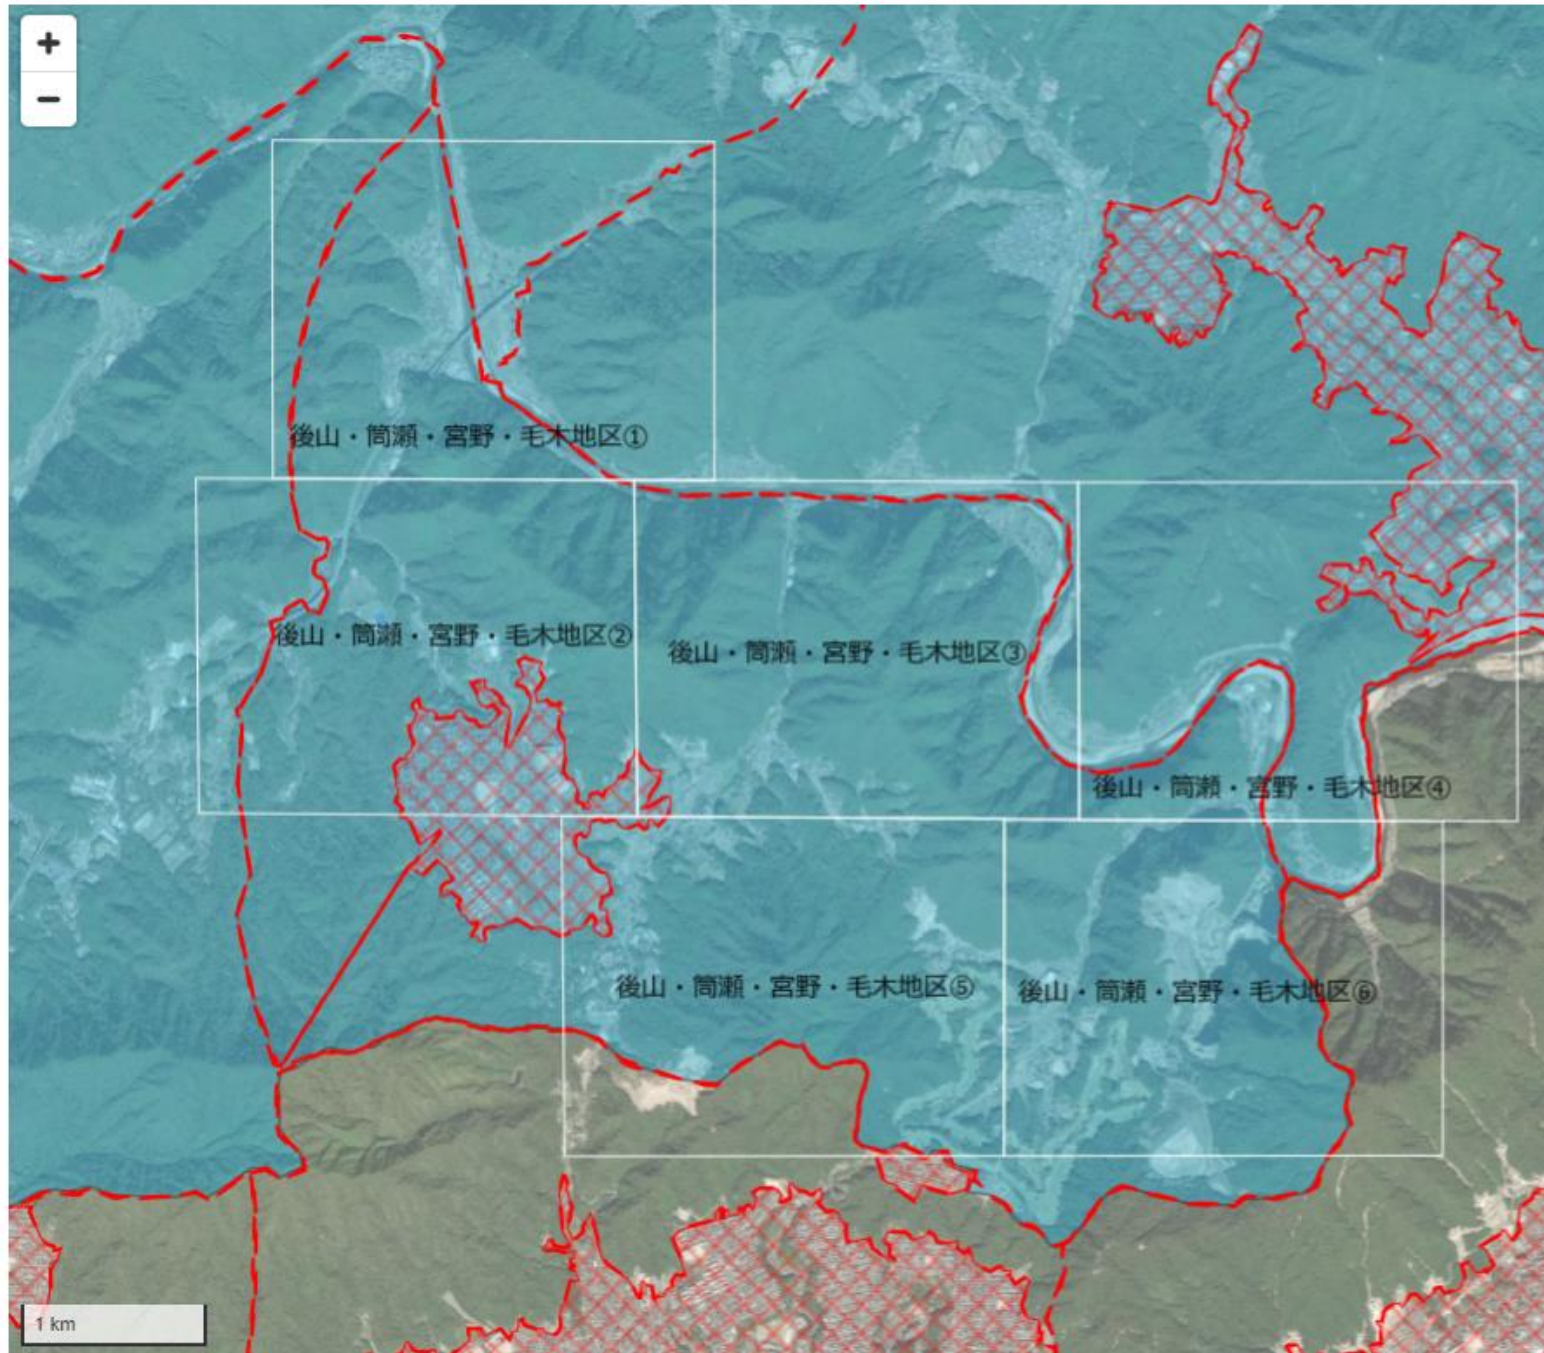 +
−
後山・筒瀬・宮野・毛木地区①
後山・筒瀬・宮野・毛木地区②
後山・筒瀬・宮野・毛木地区③
後山・筒瀬・宮野・毛木地区④
後山・筒瀬・宮野・毛木地区⑤
後山・筒瀬・宮野・毛木地区⑥
1 km